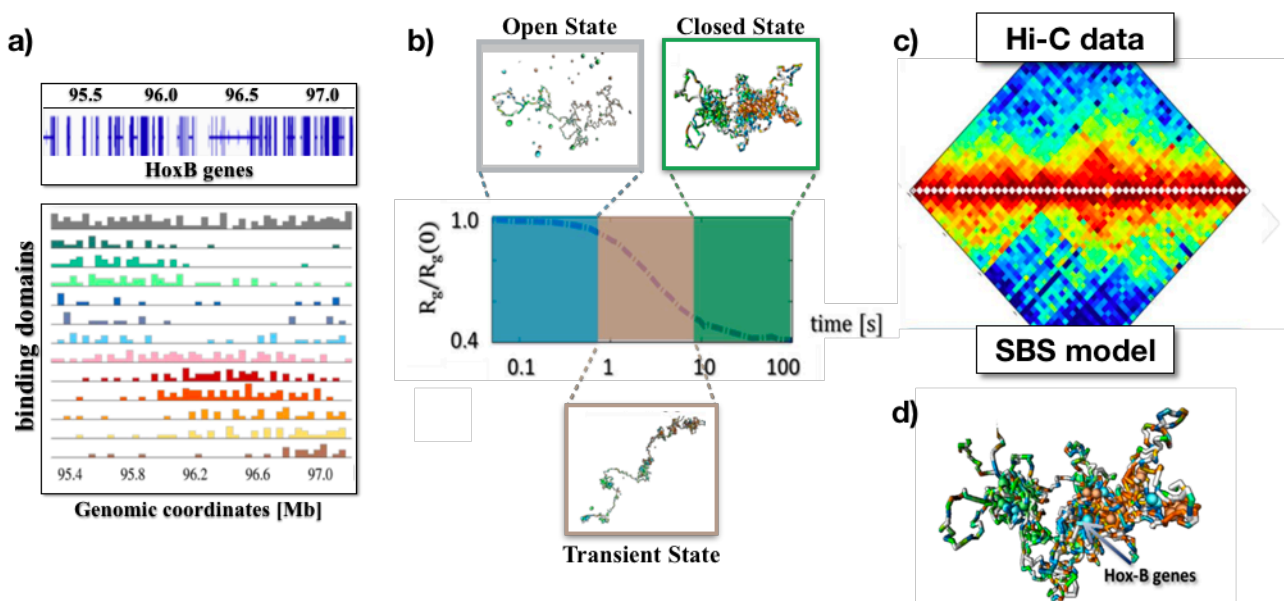 a)
95.5 96.0 96.5 97.0
HoxB genes
binding domains
95.4 95.8 96.2 96.6 97.0
Genomic coordinates [Mb]
b)
Open State
Closed State
R_g/R_g(0)
1.0
0.4
0.1 1 10 100
time [s]
Transient State
c)
Hi-C data
SBS model
d)
Hox-B genes